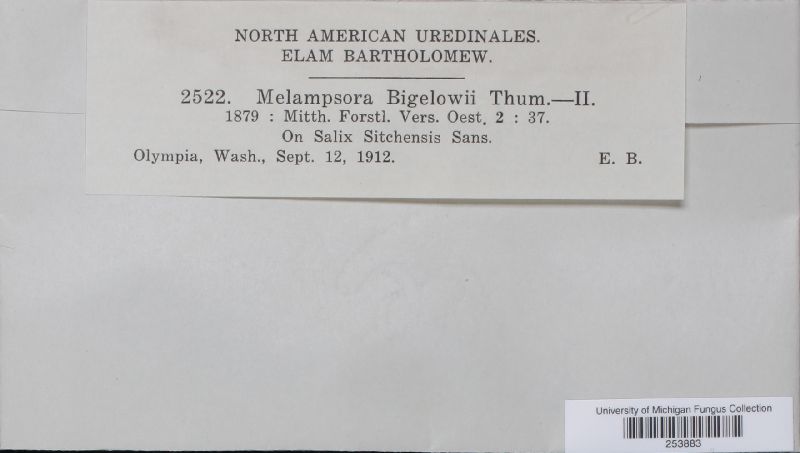 NORTH AMERICAN UREDINALES.
ELAM BARTHOLOMEW.
2522. Melampsora Bigelowii Thum.—II.
1879 : Mitth. Forstl. Vers. Oest. 2 : 37.
On Salix Sitchensis Sans.
Olympia, Wash., Sept. 12, 1912. E. B.
University of Michigan Fungus Collection
253883